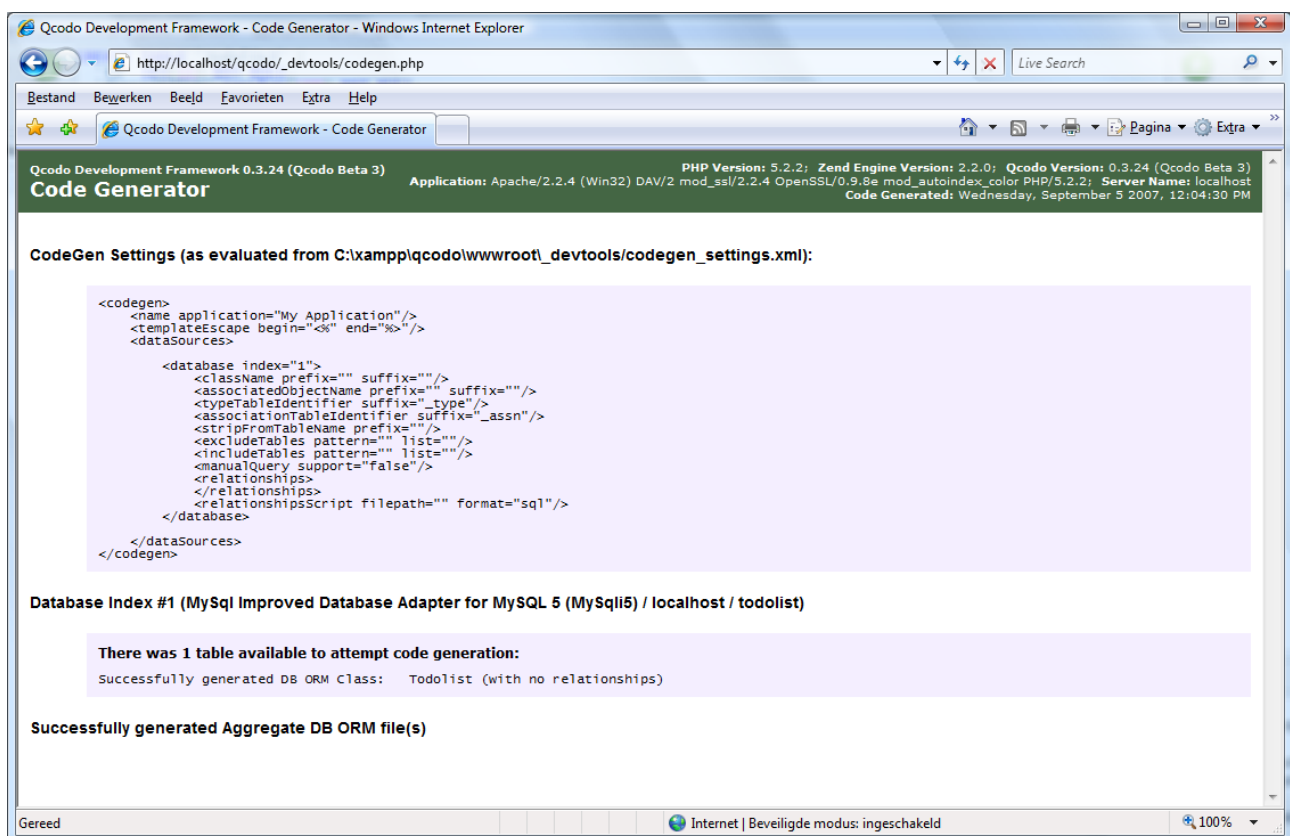 Qcodo Development Framework - Code Generator - Windows Internet Explorer
http://localhost/qcodo/_devtools/codegen.php
Live Search
Bestand Bewerken Beeld Favorieten Extra Help
Qcodo Development Framework - Code Generator
Pagina
Extra
Qcodo Development Framework 0.3.24 (Qcodo Beta 3)
Code Generator
PHP Version: 5.2.2; Zend Engine Version: 2.2.0; Qcodo Version: 0.3.24 (Qcodo Beta 3)
Application: Apache/2.2.4 (Win32) DAV/2 mod_ssl/2.2.4 OpenSSL/0.9.8e mod_autoindex_color PHP/5.2.2; Server Name: localhost
Code Generated: Wednesday, September 5 2007, 12:04:30 PM
CodeGen Settings (as evaluated from C:\xampp\qcodo\wwwroot\_devtools/codegen_settings.xml):
<codegen>
<name application="My Application"/>
<templateEscape begin="<%" end="%>"/>
<dataSources>
<database index="1">
<className prefix="" suffix=""/>
<associatedObjectName prefix="" suffix=""/>
<typeTableIdentifier suffix="_type"/>
<associationTableIdentifier suffix="_assn"/>
<stripFromTableName prefix=""/>
<excludeTables pattern="" list=""/>
<includeTables pattern="" list=""/>
<manualQuery support="false"/>
<relationships>
</relationships>
<relationshipsScript filepath="" format="sql"/>
</database>
</dataSources>
</codegen>
Database Index #1 (MySql Improved Database Adapter for MySQL 5 (MySqli5) / localhost / todolist)
There was 1 table available to attempt code generation:
Successfully generated DB ORM Class: Todolist (with no relationships)
Successfully generated Aggregate DB ORM file(s)
Gereed
Internet | Beveiligde modus: ingeschakeld
100%